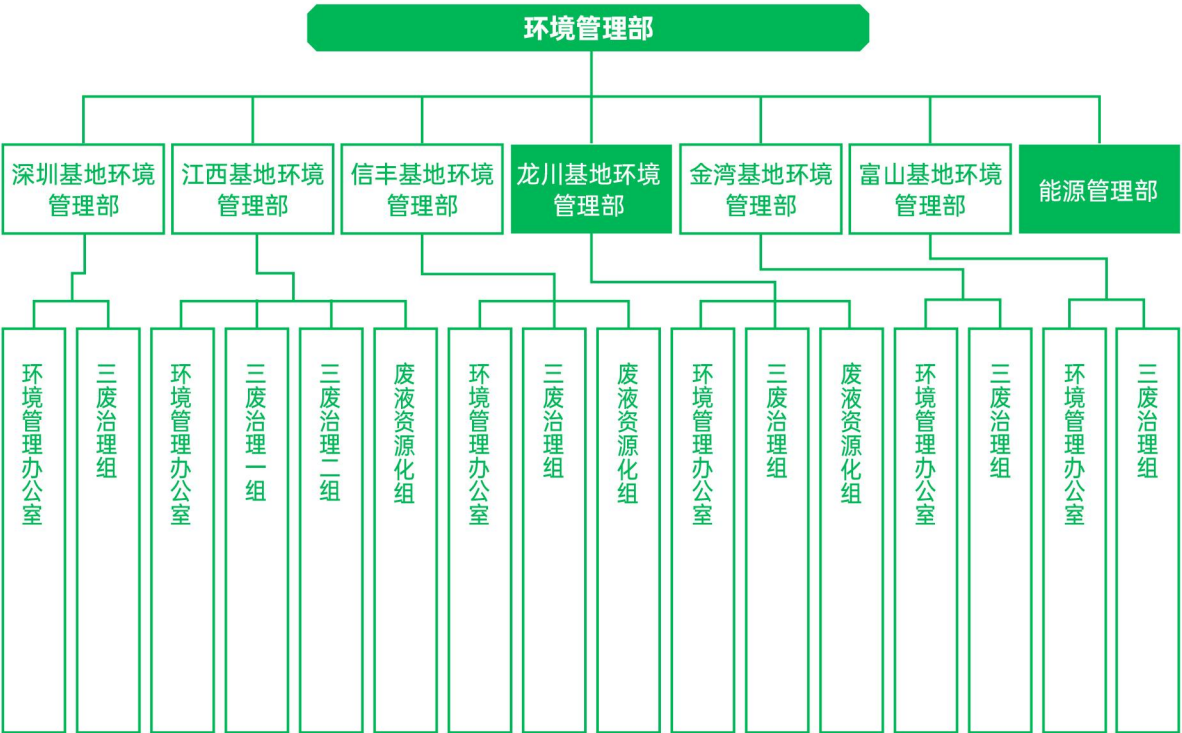 环境管理部
深圳基地环境
管理部
江西基地环境
管理部
信丰基地环境
管理部
龙川基地环境
管理部
金湾基地环境
管理部
富山基地环境
管理部
能源管理部
环境管理办公室
三废治理组
环境管理办公室
三废治理一组
三废治理二组
废液资源化组
环境管理办公室
三废治理组
废液资源化组
环境管理办公室
三废治理组
废液资源化组
环境管理办公室
三废治理组
环境管理办公室
三废治理组